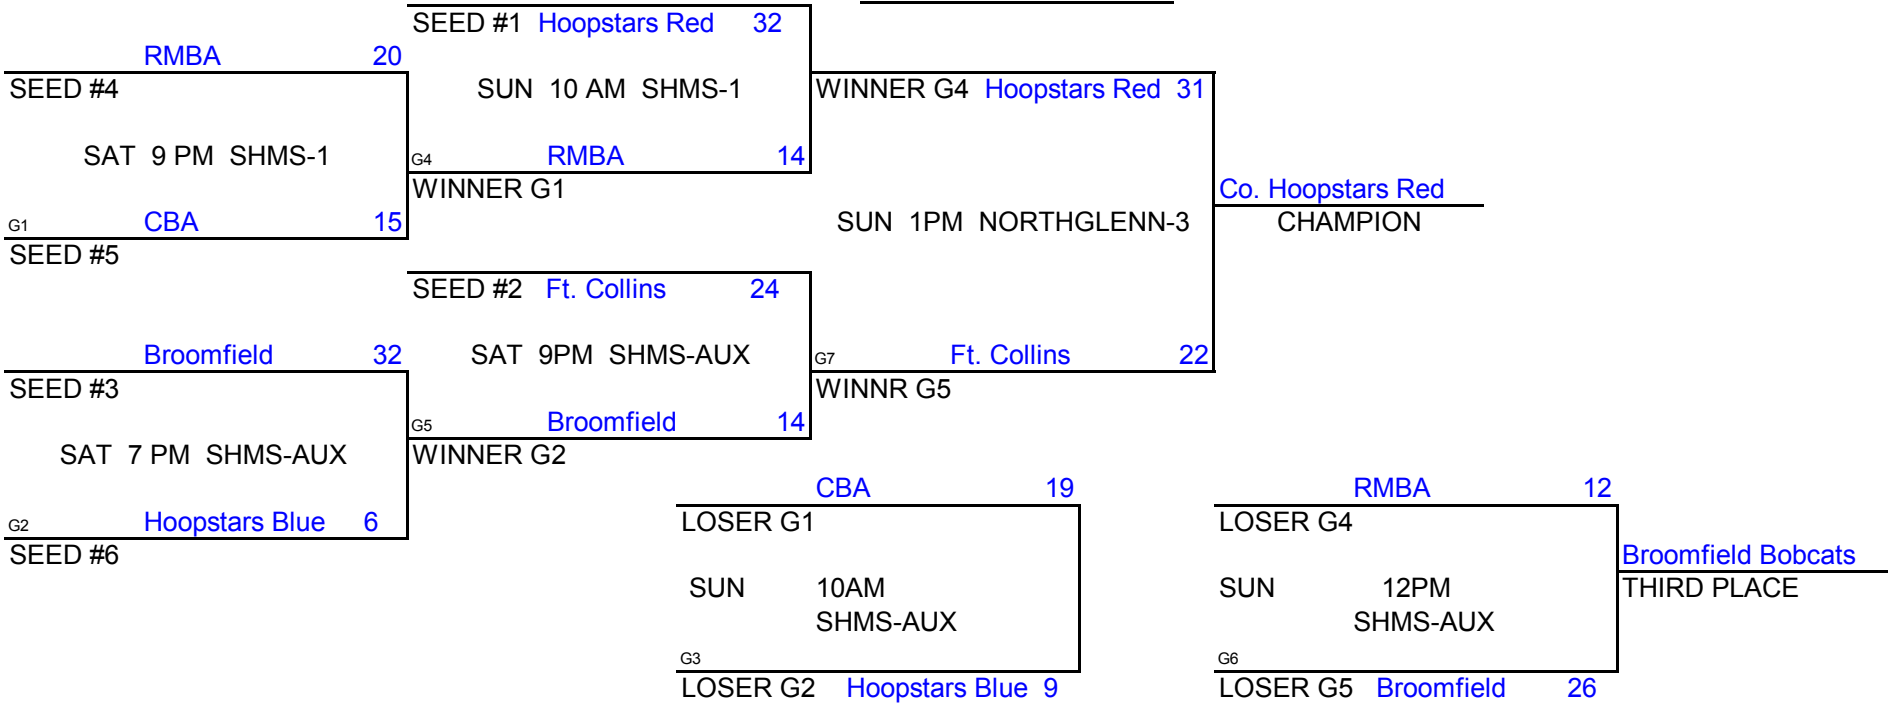 SEED #1 Hoopstars Red 32
RMBA 20
SEED #4
SUN 10 AM SHMS-1
WINNER G4 Hoopstars Red 31
SAT 9 PM SHMS-1
G4 RMBA 14
WINNER G1
Co. Hoopstars Red
G1 CBA 15
SUN 1PM NORTHGLENN-3
CHAMPION
SEED #5
SEED #2 Ft. Collins 24
Broomfield 32
SAT 9PM SHMS-AUX
G7 Ft. Collins 22
SEED #3
WINNR G5
G5 Broomfield 14
SAT 7 PM SHMS-AUX
WINNER G2
CBA 19
RMBA 12
G2 Hoopstars Blue 6
LOSER G1
LOSER G4
SEED #6
Broomfield Bobcats
SUN 10AM
SUN 12PM
THIRD PLACE
SHMS-AUX
SHMS-AUX
G3
G6
LOSER G2 Hoopstars Blue 9
LOSER G5 Broomfield 26